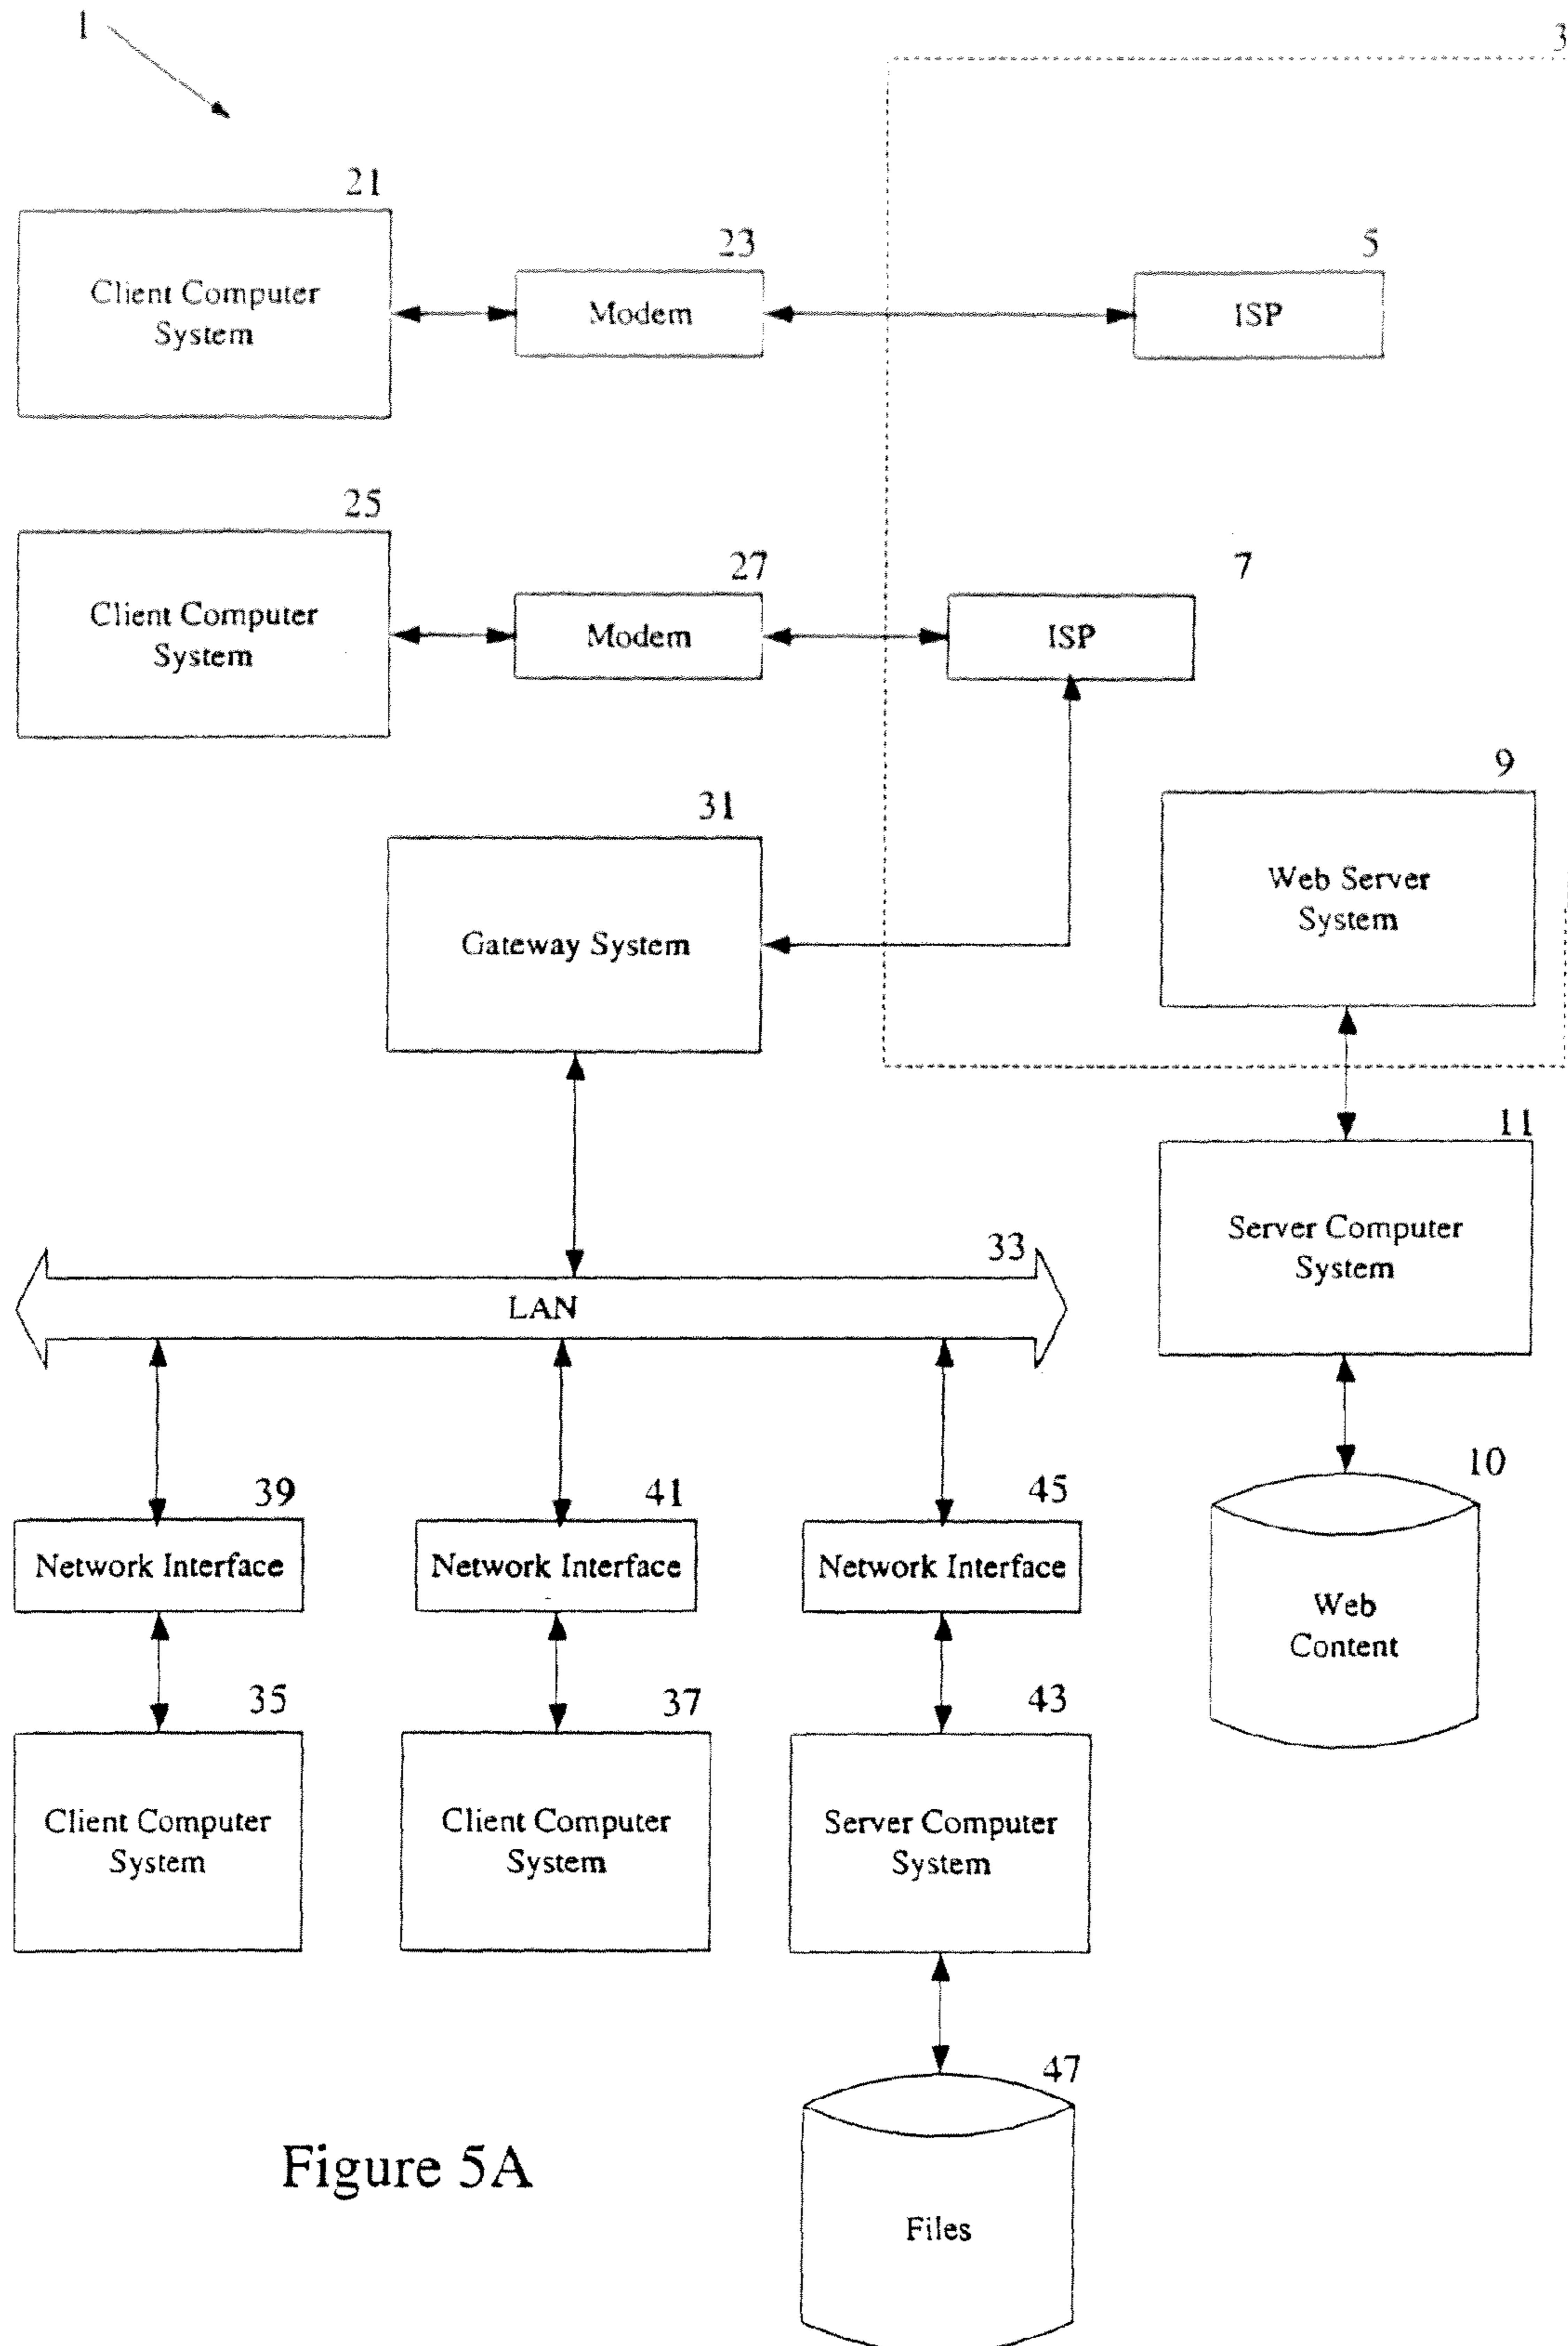 1
3
21
Client Computer
System
23
Modem
5
ISP
25
Client Computer
System
27
Modem
7
ISP
31
Gateway System
9
Web Server
System
11
Server Computer
System
33
LAN
10
Web
Content
39
Network Interface
41
Network Interface
45
Network Interface
35
Client Computer
System
37
Client Computer
System
43
Server Computer
System
47
Files
Figure 5A